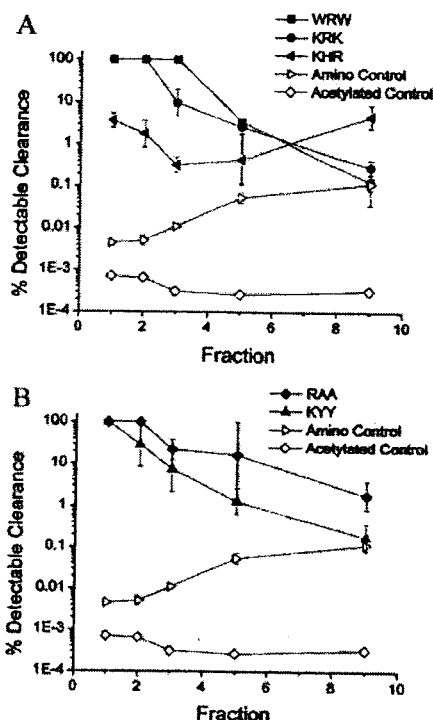 A
WRW
KRK
KHR
Amino Control
Acetylated Control
% Detectable Clearance
100
10
1
0.1
0.01
1E-3
1E-4
0 2 4 6 8 10
Fraction
B
RAA
KYY
Amino Control
Acetylated Control
% Detectable Clearance
100
10
1
0.1
0.01
1E-3
1E-4
0 2 4 6 8 10
Fraction